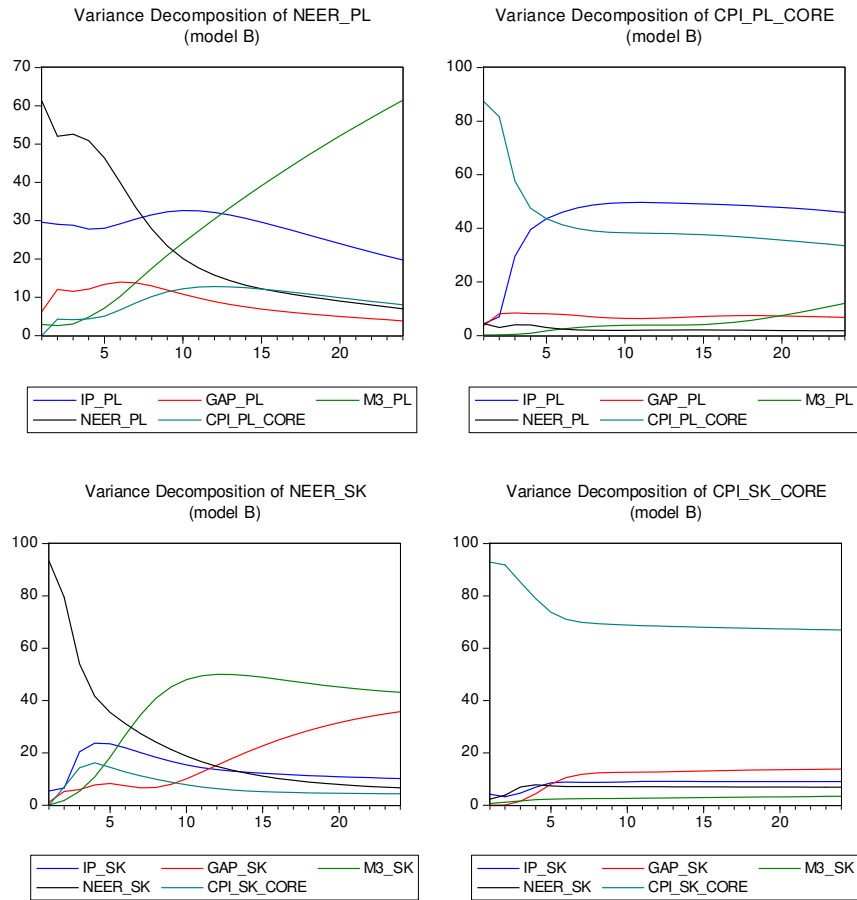 Variance Decomposition of NEER_PL
(model B)
70
60
50
40
30
20
10
0
5
10
15
20
IP_PL
GAP_PL
M3_PL
NEER_PL
CPI_PL_CORE
Variance Decomposition of CPI_PL_CORE
(model B)
100
80
60
40
20
0
5
10
15
20
IP_PL
GAP_PL
M3_PL
NEER_PL
CPI_PL_CORE
Variance Decomposition of NEER_SK
(model B)
100
80
60
40
20
0
5
10
15
20
IP_SK
GAP_SK
M3_SK
NEER_SK
CPI_SK_CORE
Variance Decomposition of CPI_SK_CORE
(model B)
100
80
60
40
20
0
5
10
15
20
IP_SK
GAP_SK
M3_SK
NEER_SK
CPI_SK_CORE